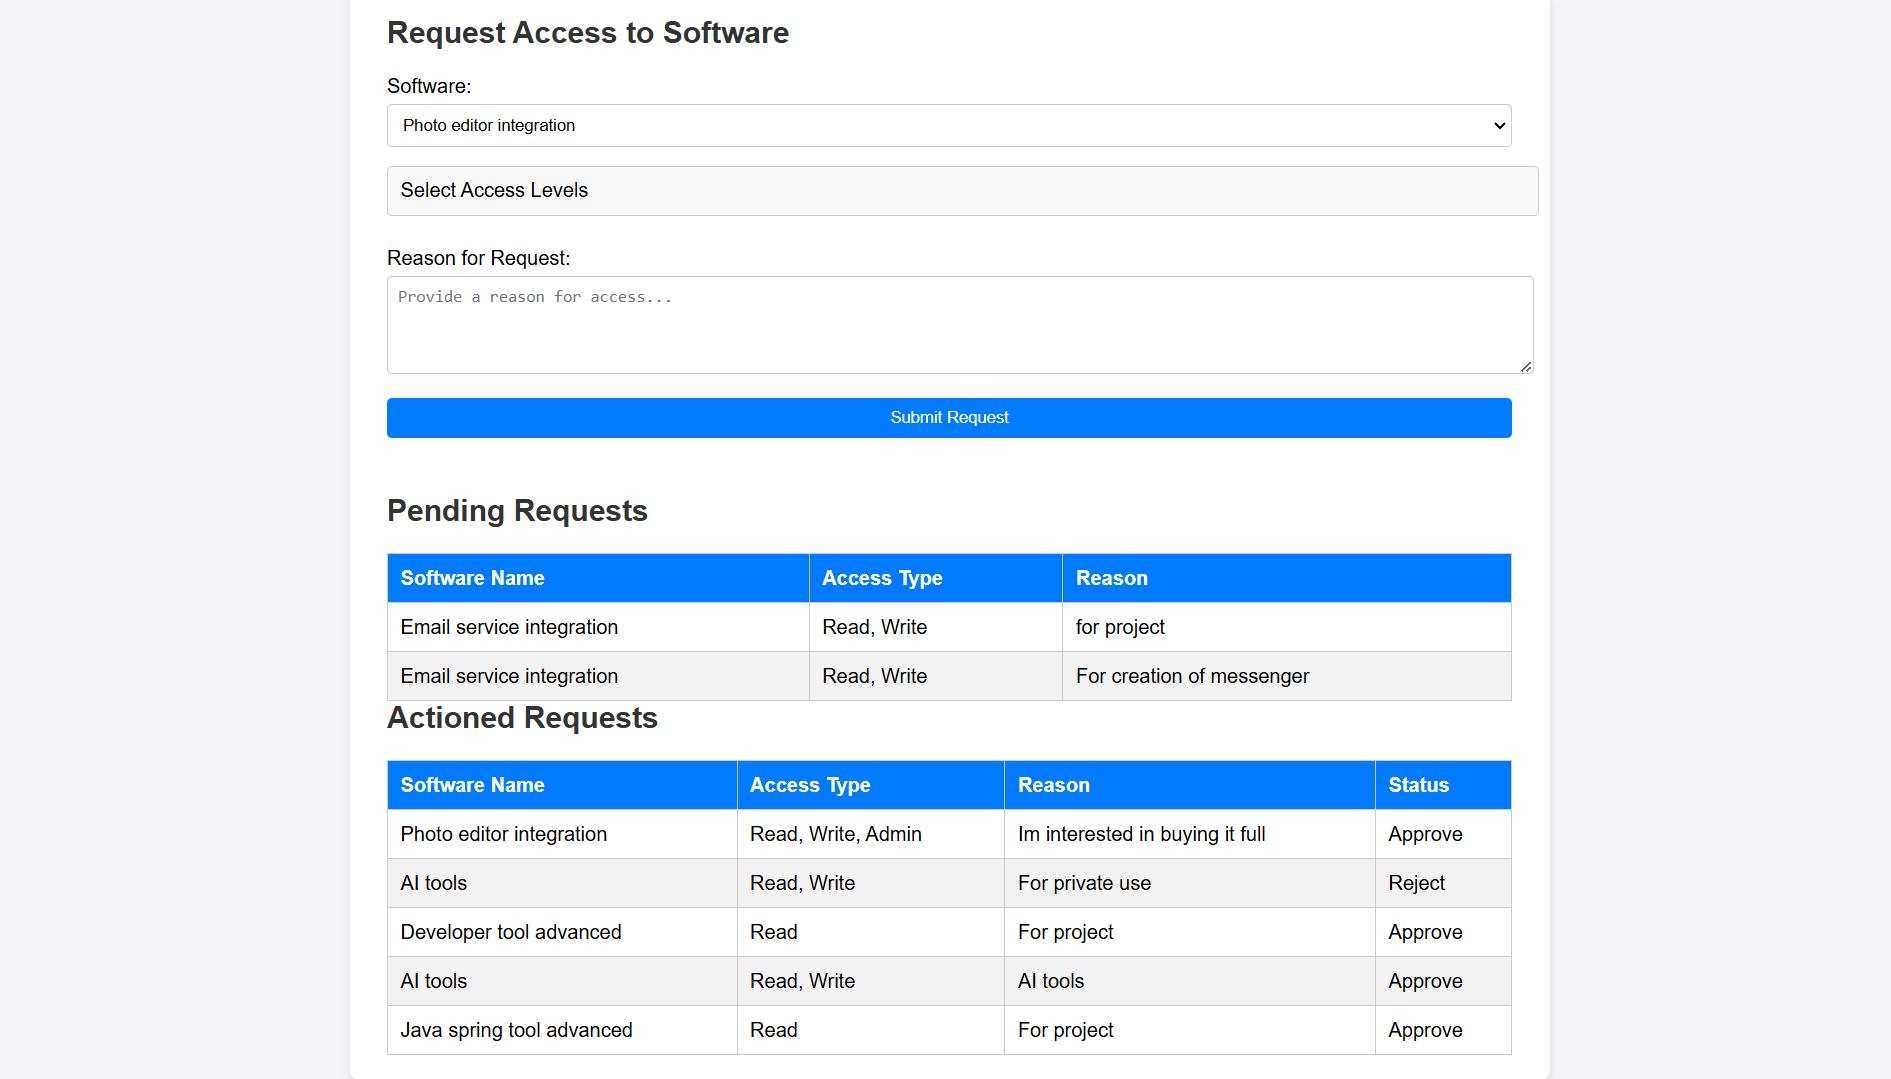 Request Access to Software
Software:
Photo editor integration
Select Access Levels
Reason for Request:
Provide a reason for access...
Submit Request
Pending Requests
Software Name Access Type Reason
Email service integration Read, Write for project
Email service integration Read, Write For creation of messenger
Actioned Requests
Software Name Access Type Reason Status
Photo editor integration Read, Write, Admin Im interested in buying it full Approve
AI tools Read, Write For private use Reject
Developer tool advanced Read For project Approve
AI tools Read, Write AI tools Approve
Java spring tool advanced Read For project Approve